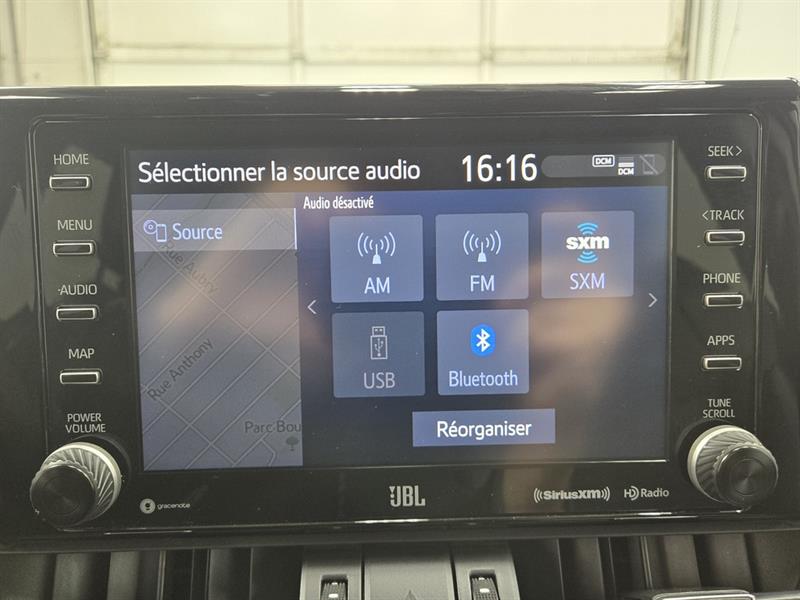 HOME
MENU
AUDIO
MAP
POWER
VOLUME
Sélectionner la source audio
16:16
DCM
DCM
Audio désactivé
Source
Rue Aubry
Rue Anthony
Parc Bou
AM
FM
sxm
SXM
USB
Bluetooth
Réorganiser
SEEK >
< TRACK
PHONE
APPS
TUNE
SCROLL
gracenote
JBL
((SiriusXM))
HD Radio